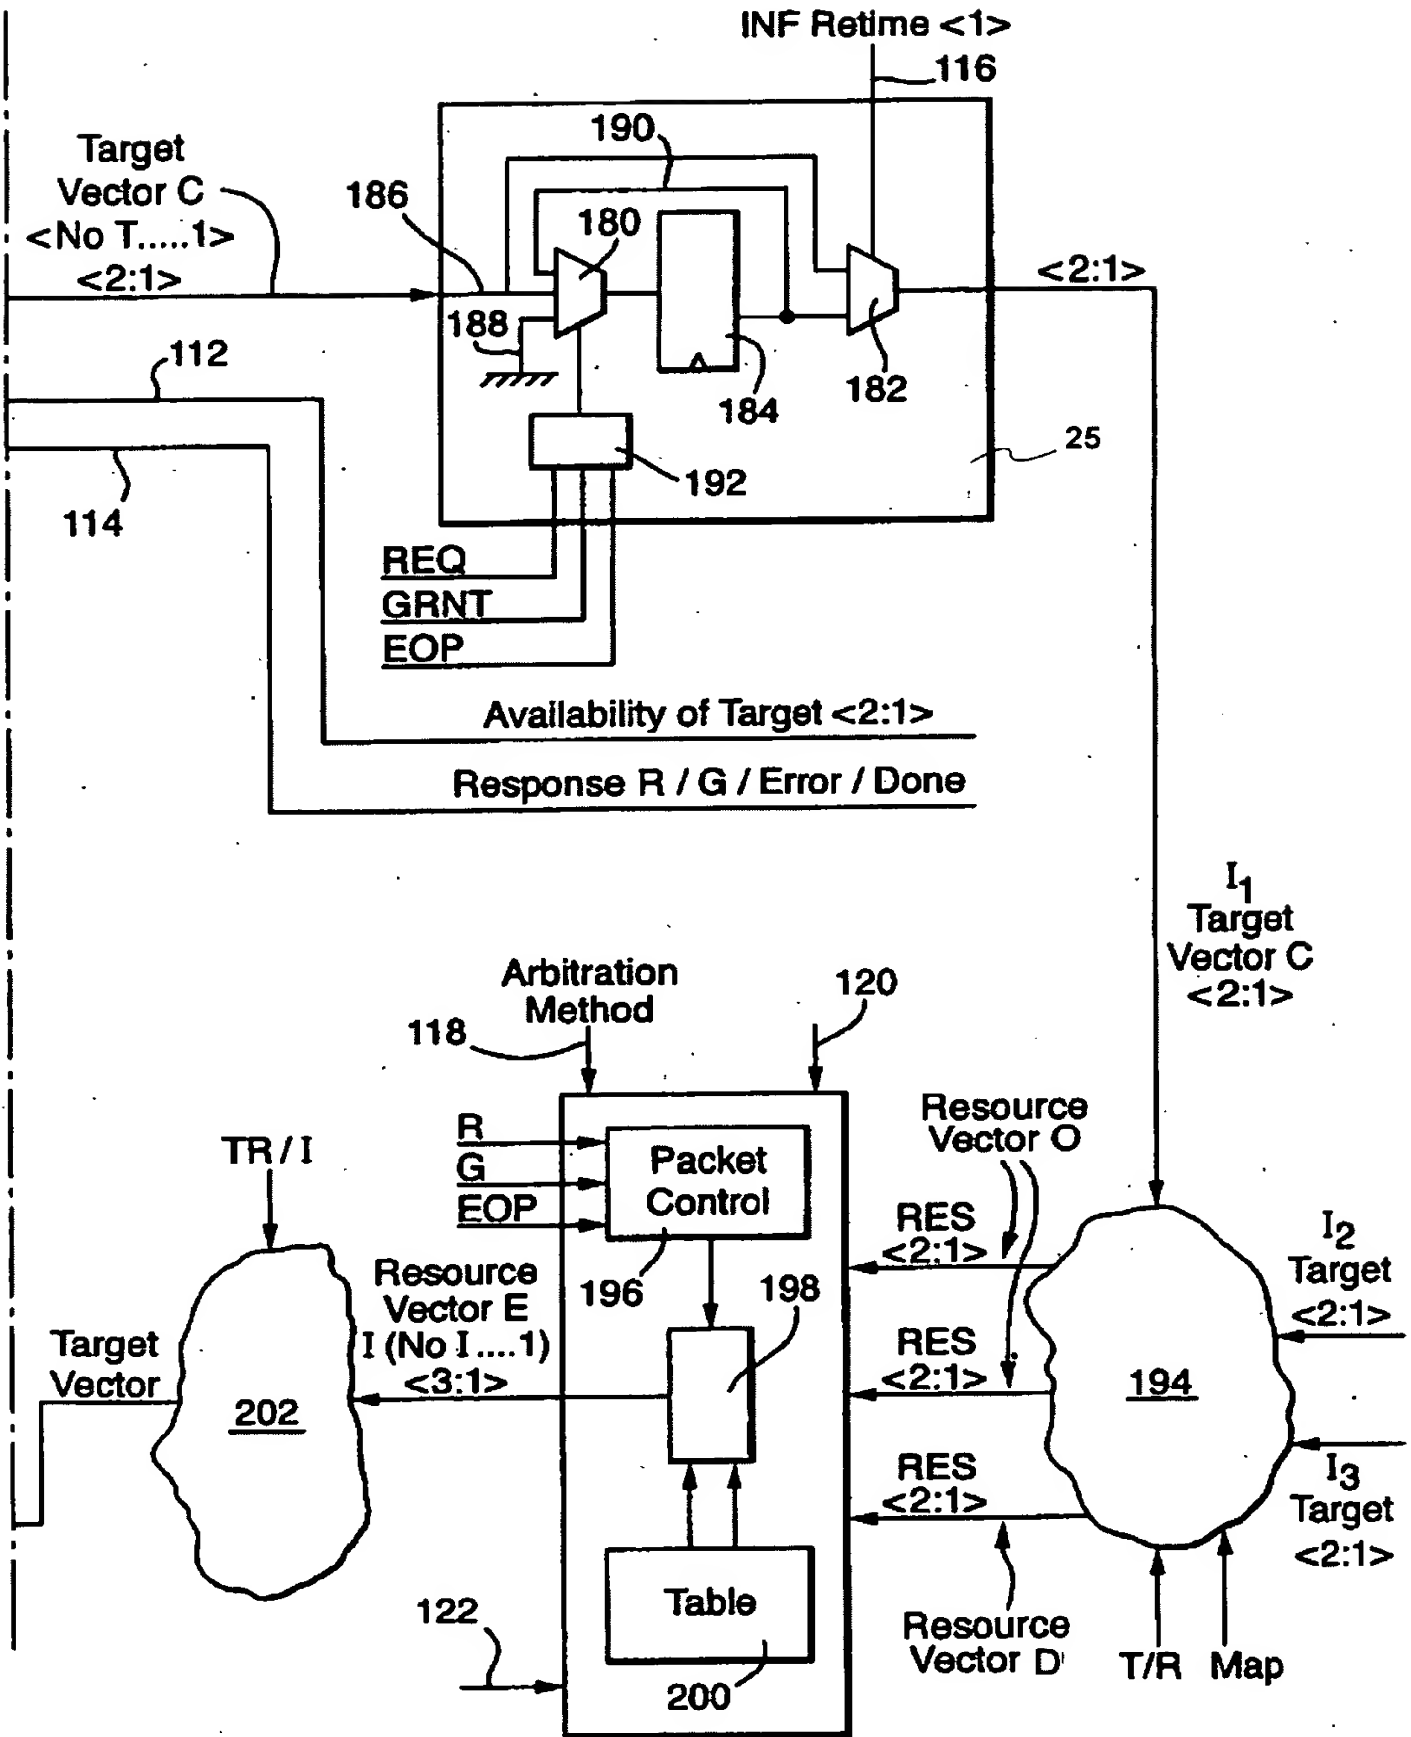 INF Retime <1>
116
190
Target
Vector C
<No T.....1>
<2:1>
186
180
<2:1>
188
182
184
112
25
192
114
REQ
GRNT
EOP
Availability of Target <2:1>
Response R / G / Error / Done
I1
Target
Vector C
<2:1>
Arbitration
Method
120
118
Resource
Vector O
R
G
EOP
Packet
Control
TR / I
RES
<2:1>
I2
Target
<2:1>
196
198
Resource
Vector E
I (No I....1)
<3:1>
Target
Vector
RES
<2:1>
194
202
RES
<2:1>
I3
Target
<2:1>
Table
122
200
Resource
Vector D
T/R
Map